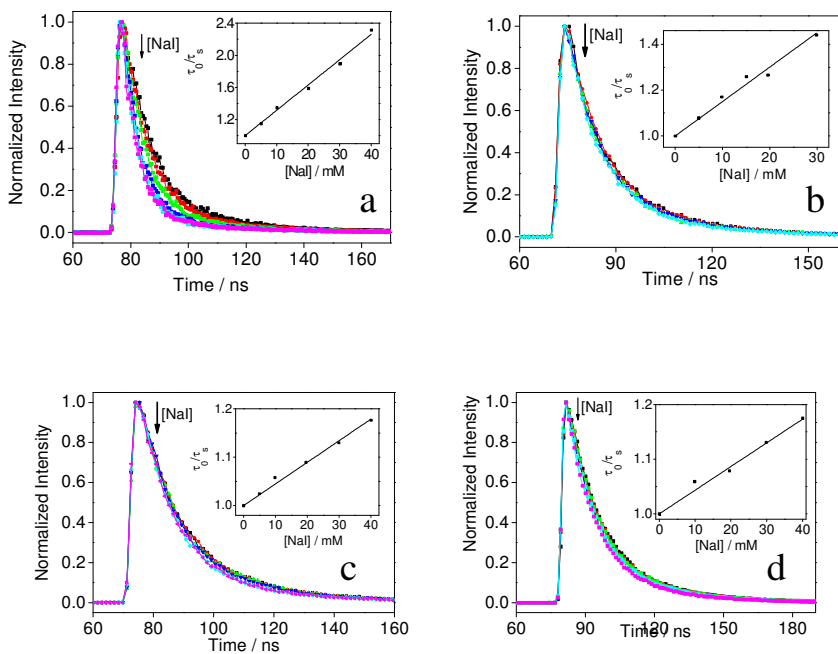 Normalized Intensity
1.0
0.8
0.6
0.4
0.2
0.0
60 80 100 120 140 160
Time / ns
[NaI]
τ0/τs
2.4
2.0
1.6
1.2
0 10 20 30 40
[NaI] / mM
a
Normalized Intensity
1.0
0.8
0.6
0.4
0.2
0.0
60 90 120 150
Time / ns
[NaI]
τ0/τs
1.4
1.2
1.0
0 10 20 30
[NaI] / mM
b
Normalized Intensity
1.0
0.8
0.6
0.4
0.2
0.0
60 80 100 120 140 160
Time / ns
[NaI]
τ0/τs
1.2
1.1
1.0
0 10 20 30 40
[NaI] / mM
c
Normalized Intensity
1.0
0.8
0.6
0.4
0.2
0.0
60 90 120 150 180
Time / ns
[NaI]
τ0/τs
1.2
1.1
1.0
0 10 20 30 40
[NaI] / mM
d